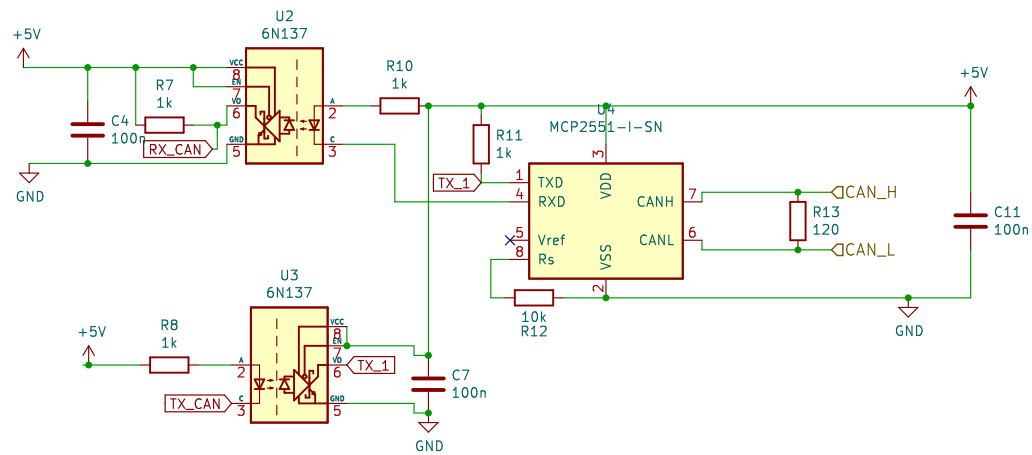 U2
6N137
+5V
VCC
8
EN
7
VO
6
GND
5
A
2
C
3
R7
1k
C4
100n
RX_CAN
GND
R10
1k
R11
1k
TX_1
U4
MCP2551-I-SN
+5V
1
TXD
4
RXD
5
Vref
8
Rs
3
VDD
VSS
2
CANH
7
CANL
6
R13
120
CAN_H
CAN_L
C11
100n
GND
10k
R12
U3
6N137
+5V
R8
1k
A
2
C
3
TX_CAN
VCC
8
EN
7
VO
6
GND
5
TX_1
C7
100n
GND